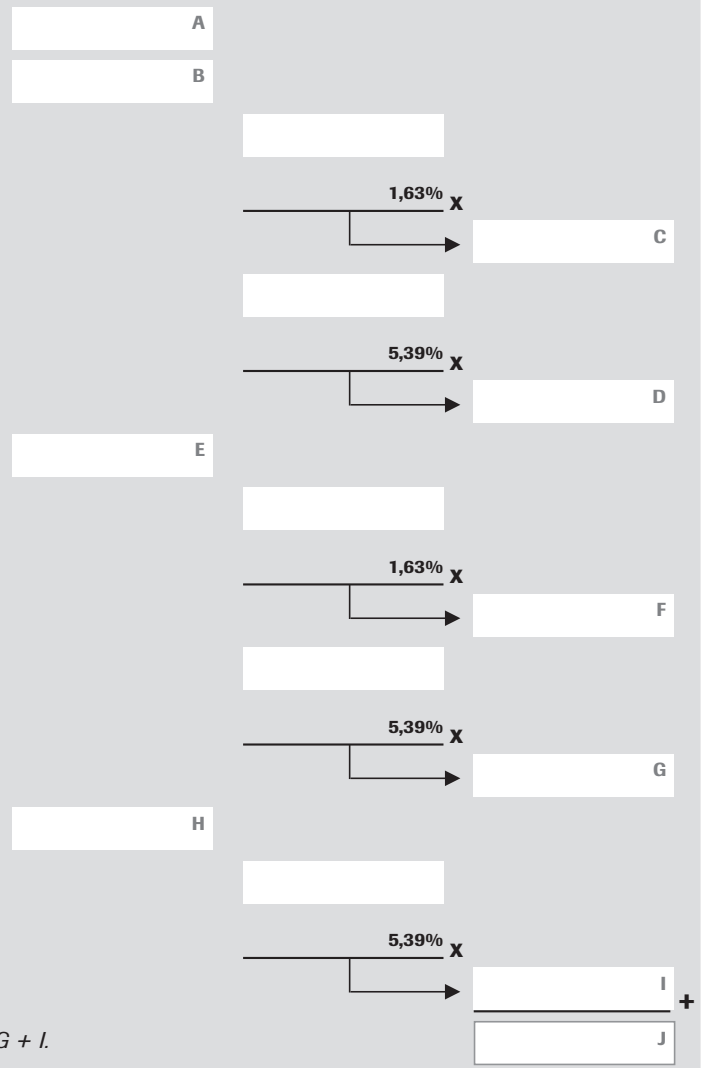 A
B
1,63% x
C
5,39% x
D
E
1,63% x
F
5,39% x
G
H
5,39% x
I
+
J
G + I.